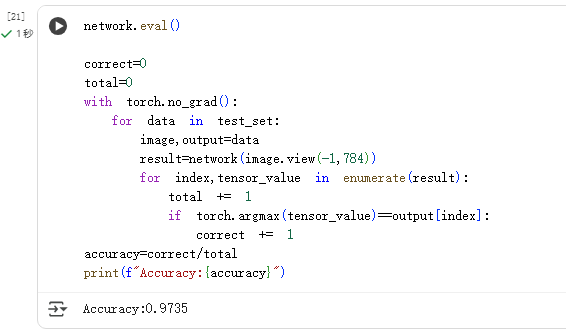 [21]
✓ 1秒
network.eval()

correct=0
total=0
with torch.no_grad():
    for data in test_set:
        image,output=data
        result=network(image.view(-1,784))
        for index,tensor_value in enumerate(result):
            total += 1
            if torch.argmax(tensor_value)==output[index]:
                correct += 1
accuracy=correct/total
print(f"Accuracy:{accuracy}")
Accuracy:0.9735